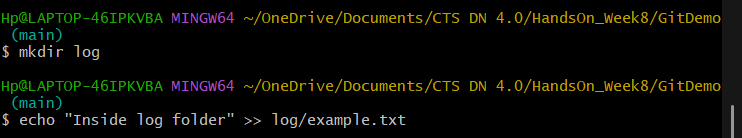 Hp@LAPTOP-46IPKVBA MINGW64 ~/OneDrive/Documents/CTS DN 4.0/HandsOn_Week8/GitDemo
(main)
$ mkdir log
Hp@LAPTOP-46IPKVBA MINGW64 ~/OneDrive/Documents/CTS DN 4.0/HandsOn_Week8/GitDemo
(main)
$ echo "Inside log folder" >> log/example.txt